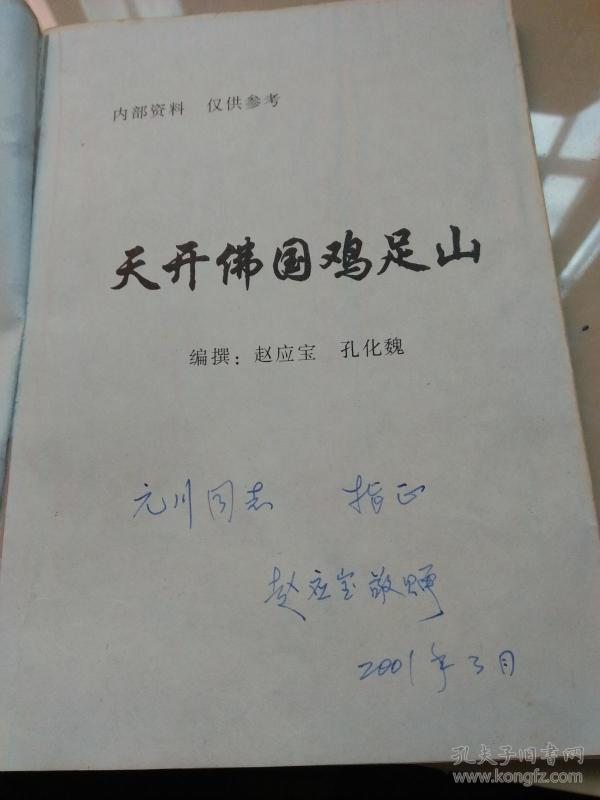 内部资料 仅供参考
天开佛国鸡足山
编撰：赵应宝 孔化魏
元川同志 指正
赵应宝敬赠
2001年3月
孔夫子旧书网
www.kongfz.com